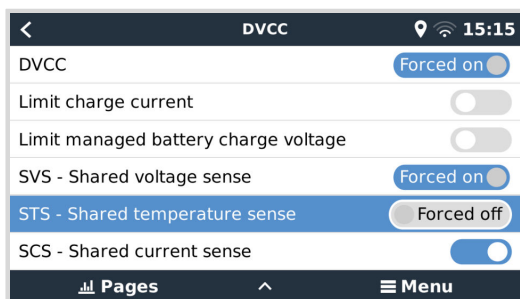 DVCC 15:15
DVCC Forced on
Limit charge current
Limit managed battery charge voltage
SVS - Shared voltage sense Forced on
STS - Shared temperature sense Forced off
SCS - Shared current sense
Pages Menu